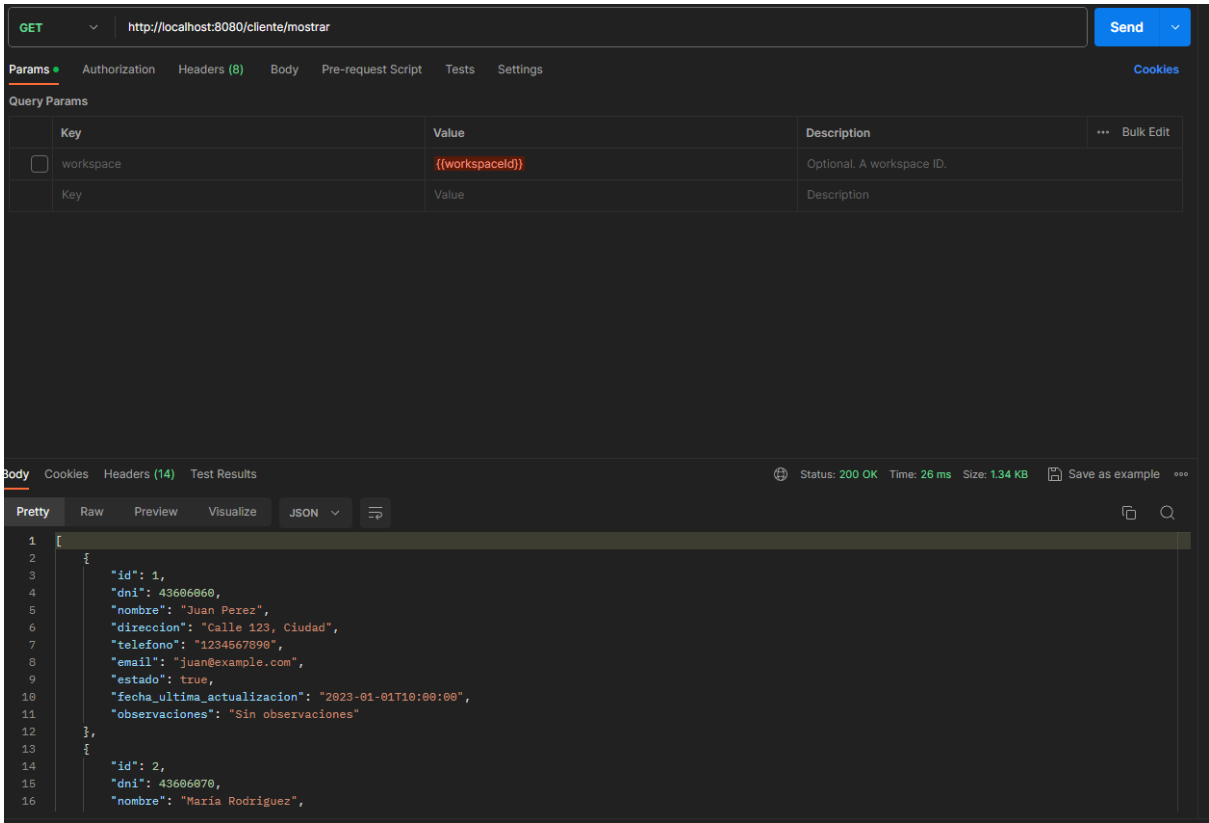 GET http://localhost:8080/cliente/mostrar Send
Params Authorization Headers (8) Body Pre-request Script Tests Settings Cookies
Query Params
Key Value Description ••• Bulk Edit
workspace {{workspaceId}} Optional. A workspace ID.
Key Value Description
Body Cookies Headers (14) Test Results Status: 200 OK Time: 26 ms Size: 1.34 KB Save as example
Pretty Raw Preview Visualize JSON
1 [
2 {
3 "id": 1,
4 "dni": 43606060,
5 "nombre": "Juan Perez",
6 "direccion": "Calle 123, Ciudad",
7 "telefono": "1234567890",
8 "email": "juan@example.com",
9 "estado": true,
10 "fecha_ultima_actualizacion": "2023-01-01T10:00:00",
11 "observaciones": "Sin observaciones"
12 },
13 {
14 "id": 2,
15 "dni": 43606070,
16 "nombre": "María Rodriguez",